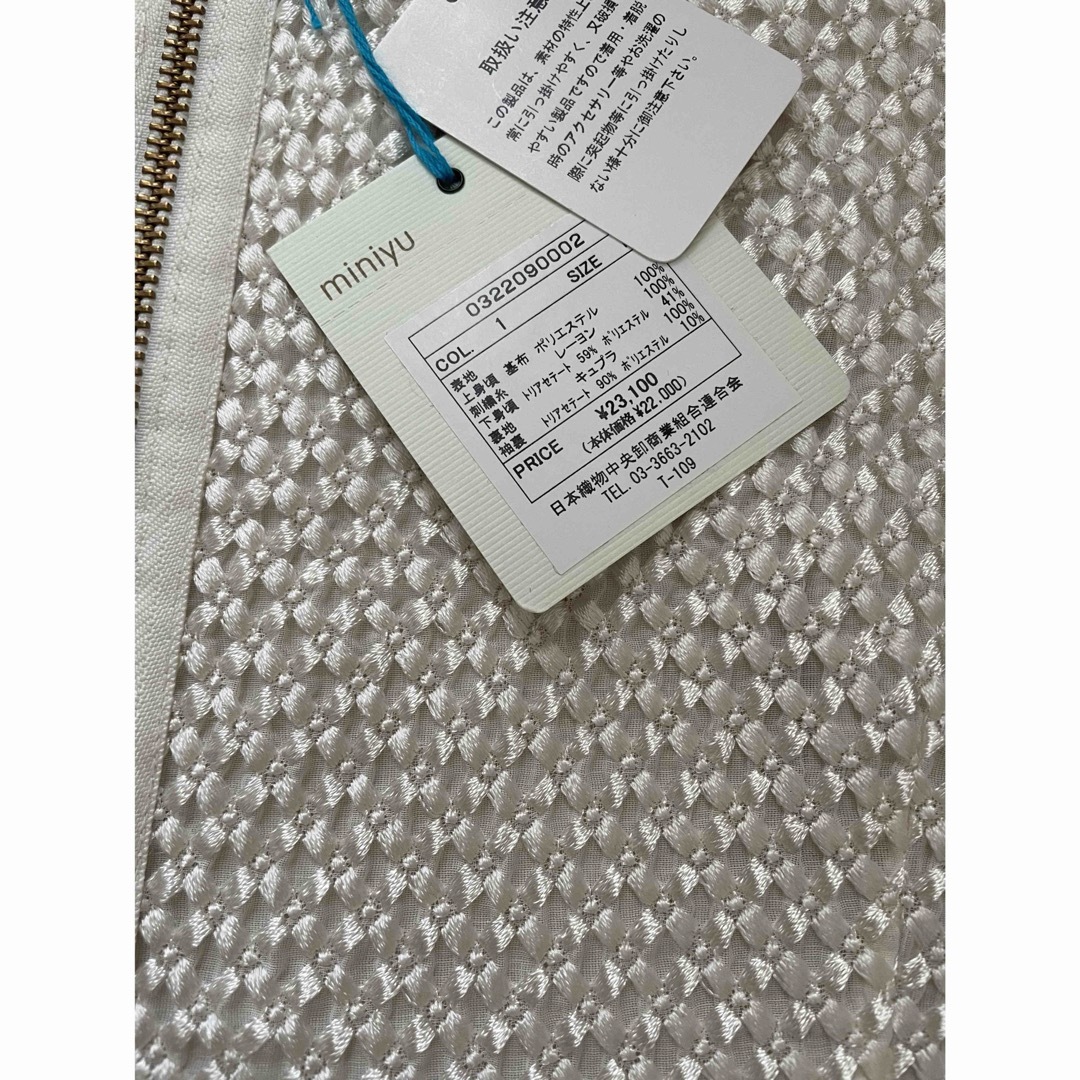 取扱い注意
この製品は、素材の特性上
常に引っ掛けやすく、又破損
やすい製品ですので着用・着脱
時のアクセサリー等やお洗濯の
際に突起物等に引っ掛けたりし
ない様十分に御注意下さい。
miniyu
0322090002
COL. 1 SIZE
表地
上身頃 基布 ポリエステル 100%
刺繍糸 レーヨン 100%
下身頃 トリアセテート 59% ポリエステル 41%
裏地 キュプラ 100%
袖裏 トリアセテート 90% ポリエステル 10%
PRICE ¥23,100
(本体価格¥22,000)
日本織物中央卸商業組合連合会
TEL. 03-3663-2102
T-109